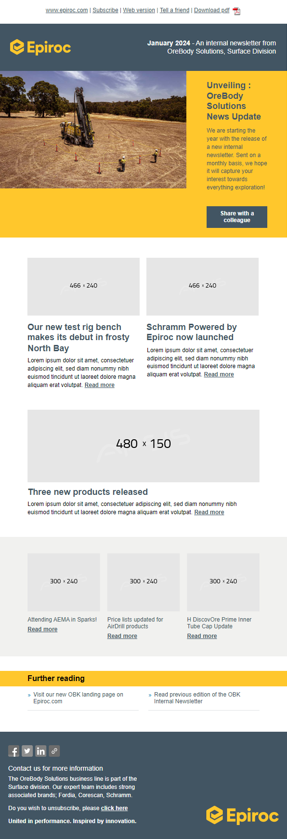 www.epiroc.com | Subscribe | Web version | Tell a friend | Download pdf
Epiroc
January 2024 - An internal newsletter from
OreBody Solutions, Surface Division
Unveiling :
OreBody
Solutions
News Update
We are starting the
year with the release of
a new internal
newsletter. Sent on a
monthly basis, we hope
it will capture your
interest towards
everything exploration!
Share with a
colleague
466 × 240
Our new test rig bench
makes its debut in frosty
North Bay
Lorem ipsum dolor sit amet, consectetuer
adipiscing elit, sed diam nonummy nibh
euismod tincidunt ut laoreet dolore magna
aliquam erat volutpat. Read more
466 × 240
Schramm Powered by
Epiroc now launched
Lorem ipsum dolor sit amet, consectetuer
adipiscing elit, sed diam nonummy nibh
euismod tincidunt ut laoreet dolore magna
aliquam erat volutpat. Read more
480 x 150
Three new products released
Lorem ipsum dolor sit amet, consectetuer adipiscing elit, sed diam nonummy nibh
euismod tincidunt ut laoreet dolore magna aliquam erat volutpat. Read more
300 × 240
Attending AEMA in Sparks!
Read more
300 × 240
Price lists updated for
AirDrill products
Read more
300 × 240
H DiscovOre Prime Inner
Tube Cap Update
Read more
Further reading
» Visit our new OBK landing page on
Epiroc.com
» Read previous edition of the OBK
Internal Newsletter
Contact us for more information
The OreBody Solutions business line is part of the
Surface division. Our expert team includes strong
associated brands; Fordia, Corescan, Schramm.
Do you wish to unsubscribe, please click here
United in performance. Inspired by innovation.
Epiroc